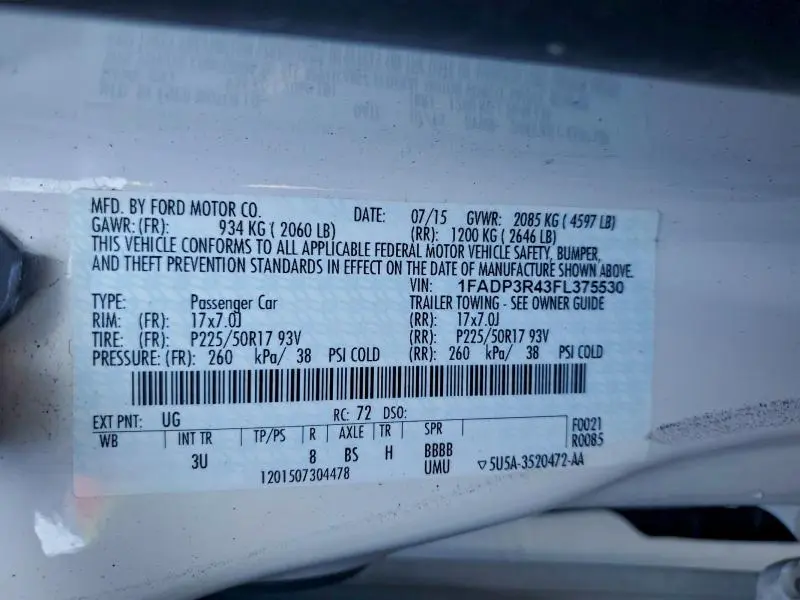 MFD. BY FORD MOTOR CO. DATE: 07/15 GVWR: 2085 KG ( 4597 LB)
GAWR: (FR): 934 KG ( 2060 LB) (RR): 1200 KG ( 2646 LB)
THIS VEHICLE CONFORMS TO ALL APPLICABLE FEDERAL MOTOR VEHICLE SAFETY, BUMPER,
AND THEFT PREVENTION STANDARDS IN EFFECT ON THE DATE OF MANUFACTURE SHOWN ABOVE.
VIN: 1FADP3R43FL375530
TYPE: Passenger Car TRAILER TOWING - SEE OWNER GUIDE
RIM: (FR): 17x7.0J (RR): 17x7.0J
TIRE: (FR): P225/50R17 93V (RR): P225/50R17 93V
PRESSURE: (FR): 260 kPa/ 38 PSI COLD (RR): 260 kPa/ 38 PSI COLD
EXT PNT: UG RC: 72 DSO: F0021
WB INT TR TP/PS R AXLE TR SPR R0085
3U 8 BS H BBBB
UMU ▽5U5A-3520472-AA
1201507304478